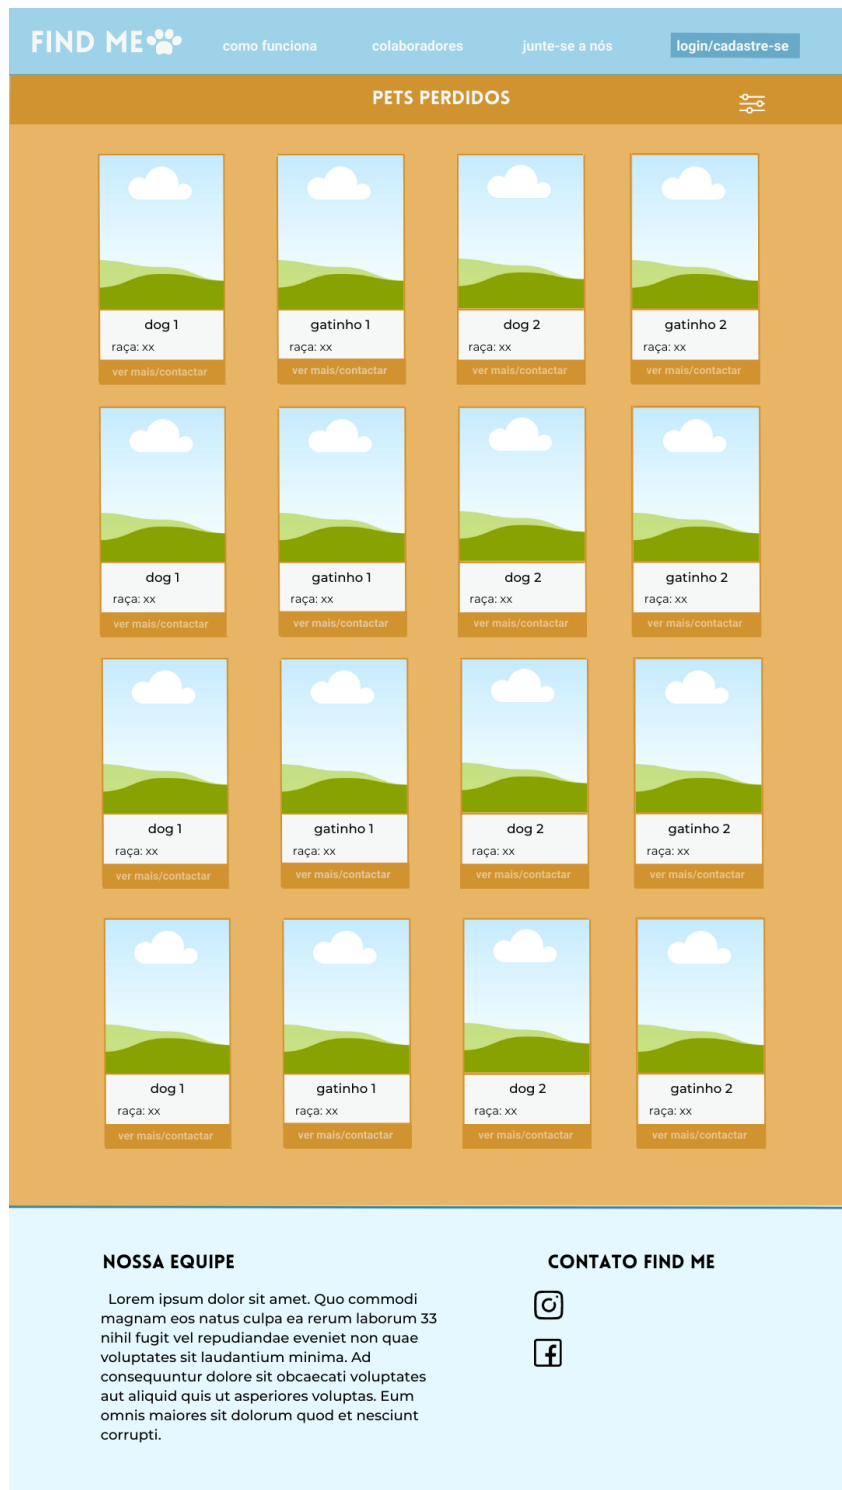 FIND ME
como funciona
colaboradores
junte-se a nós
login/cadastre-se
PETS PERDIDOS
dog 1
gatinho 1
dog 2
gatinho 2
raça: xx
raça: xx
raça: xx
raça: xx
ver mais/contactar
ver mais/contactar
ver mais/contactar
ver mais/contactar
dog 1
gatinho 1
dog 2
gatinho 2
raça: xx
raça: xx
raça: xx
raça: xx
ver mais/contactar
ver mais/contactar
ver mais/contactar
ver mais/contactar
dog 1
gatinho 1
dog 2
gatinho 2
raça: xx
raça: xx
raça: xx
raça: xx
ver mais/contactar
ver mais/contactar
ver mais/contactar
ver mais/contactar
dog 1
gatinho 1
dog 2
gatinho 2
raça: xx
raça: xx
raça: xx
raça: xx
ver mais/contactar
ver mais/contactar
ver mais/contactar
ver mais/contactar
NOSSA EQUIPE
Lorem ipsum dolor sit amet. Quo commodi
magnam eos natus culpa ea rerum laborum 33
nihil fugit vel repudiandae eveniet non quae
voluptates sit laudantium minima. Ad
consequuntur dolore sit obcaecati voluptates
aut aliquid quis ut asperiores voluptas. Eum
omnis maiores sit dolorum quod et nesciunt
corrupti.
CONTATO FIND ME